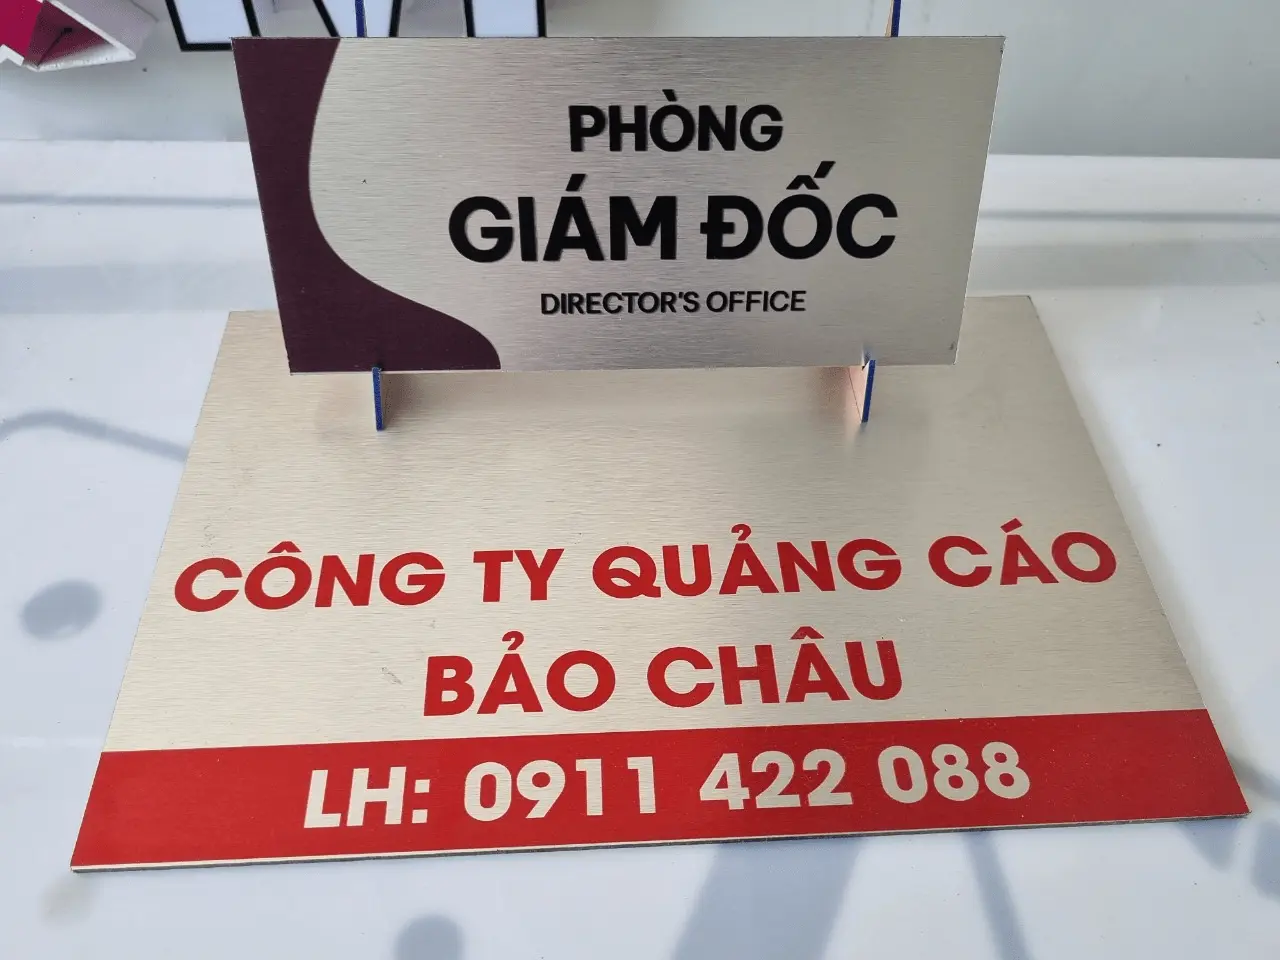 PHÒNG
GIÁM ĐỐC
DIRECTOR'S OFFICE
CÔNG TY QUẢNG CÁO
BẢO CHÂU
LH: 0911 422 088